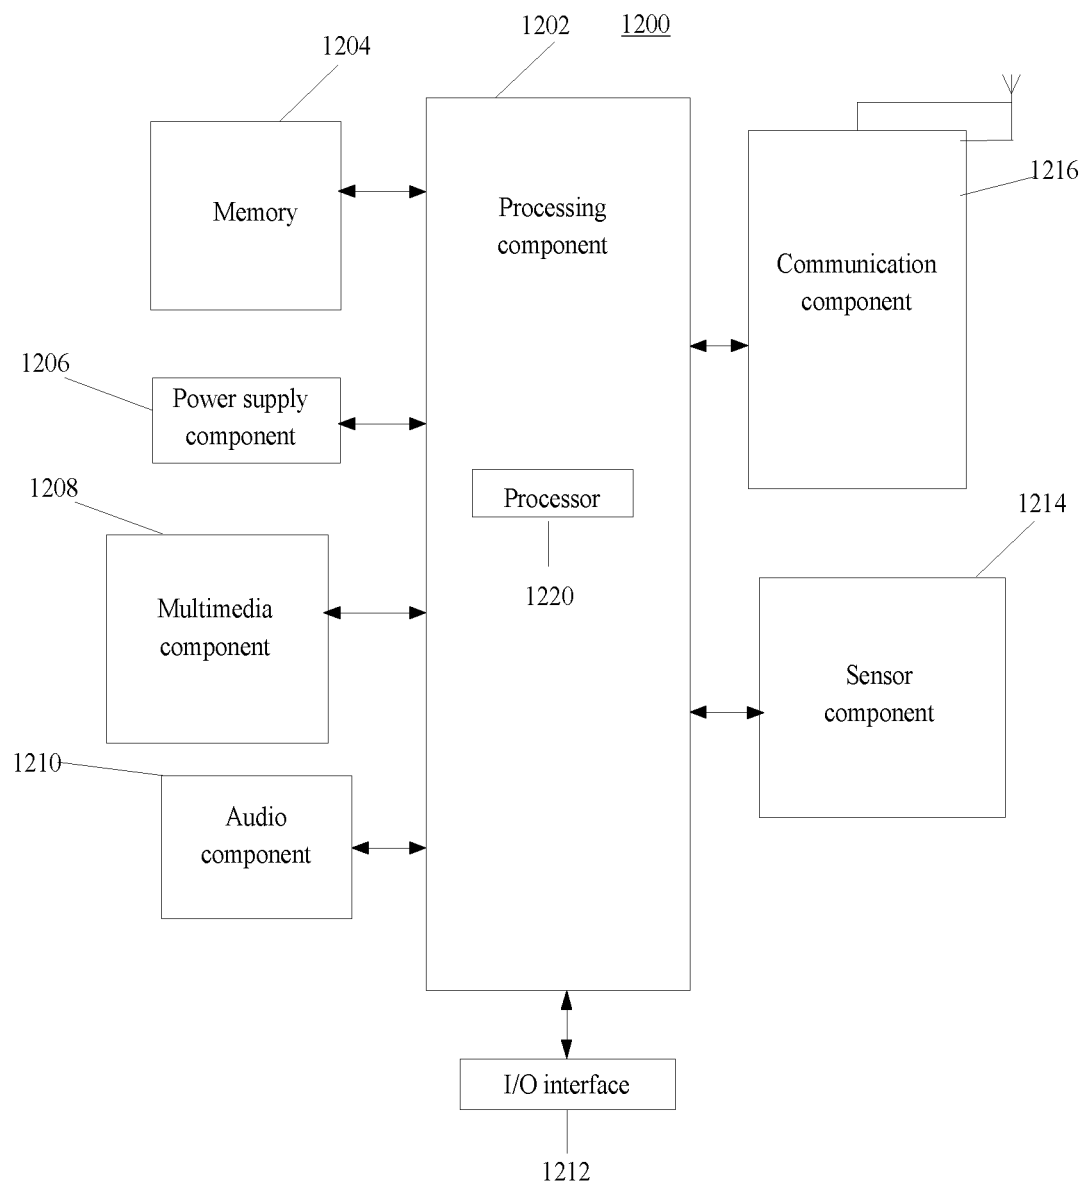 1202
1200
1204
1216
Memory
Processing
component
Communication
component
1206
Power supply
component
1208
Processor
1214
1220
Multimedia
component
Sensor
component
1210
Audio
component
I/O interface
1212